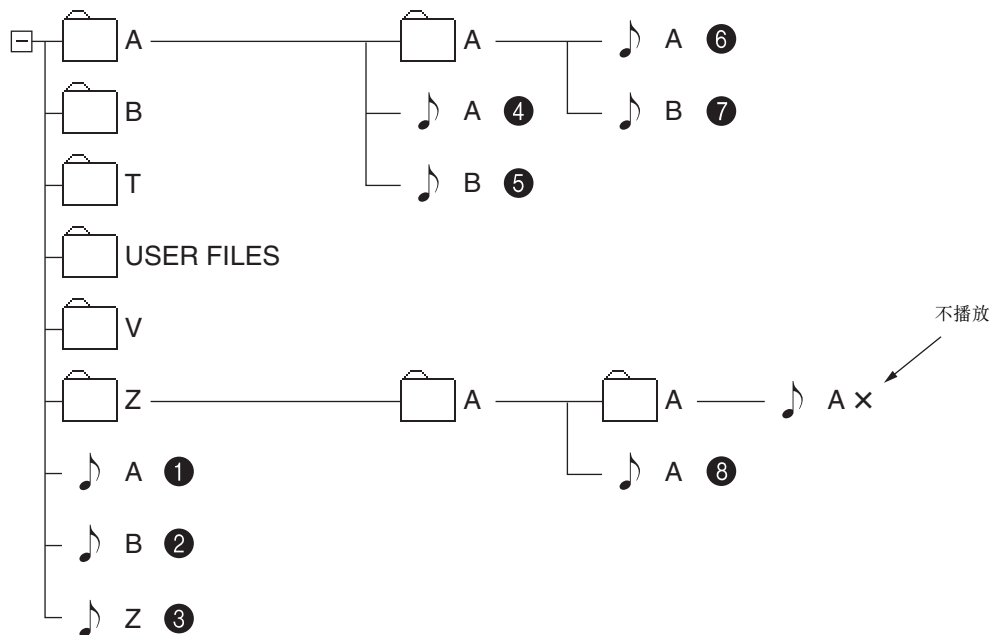 A A A 6
B A 4 B 7
T B 5
USER FILES
V
不播放
Z A A A ×
A 1 A 8
B 2
Z 3